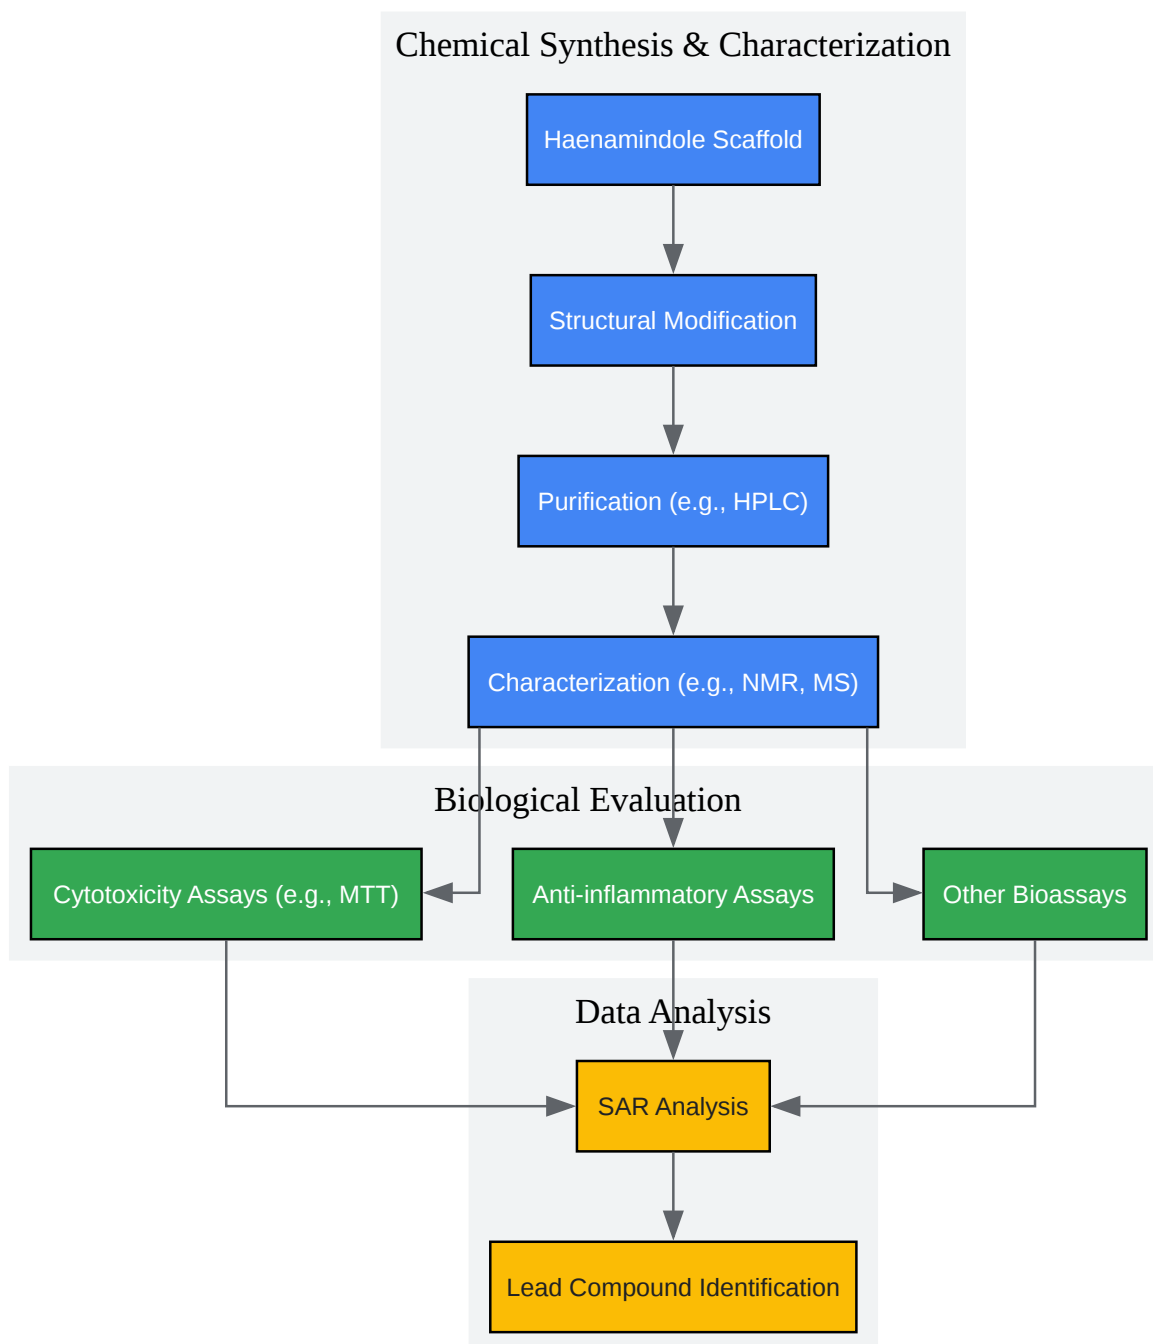 Chemical Synthesis & Characterization
Haenamindole Scaffold
Structural Modification
Purification (e.g., HPLC)
Characterization (e.g., NMR, MS)
Biological Evaluation
Cytotoxicity Assays (e.g., MTT)
Anti-inflammatory Assays
Other Bioassays
Data Analysis
SAR Analysis
Lead Compound Identification